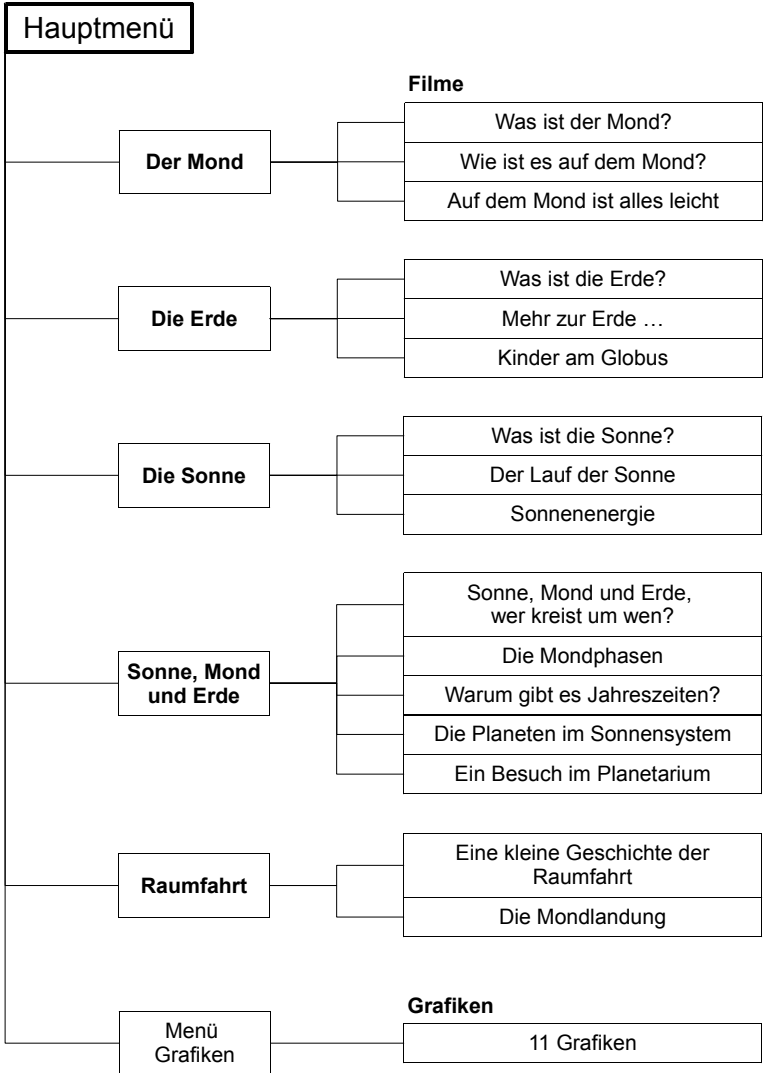 Hauptmenü
Filme
Der Mond
Was ist der Mond?
Wie ist es auf dem Mond?
Auf dem Mond ist alles leicht
Die Erde
Was ist die Erde?
Mehr zur Erde …
Kinder am Globus
Die Sonne
Was ist die Sonne?
Der Lauf der Sonne
Sonnenenergie
Sonne, Mond
und Erde
Sonne, Mond und Erde,
wer kreist um wen?
Die Mondphasen
Warum gibt es Jahreszeiten?
Die Planeten im Sonnensystem
Ein Besuch im Planetarium
Raumfahrt
Eine kleine Geschichte der
Raumfahrt
Die Mondlandung
Grafiken
Menü
Grafiken
11 Grafiken